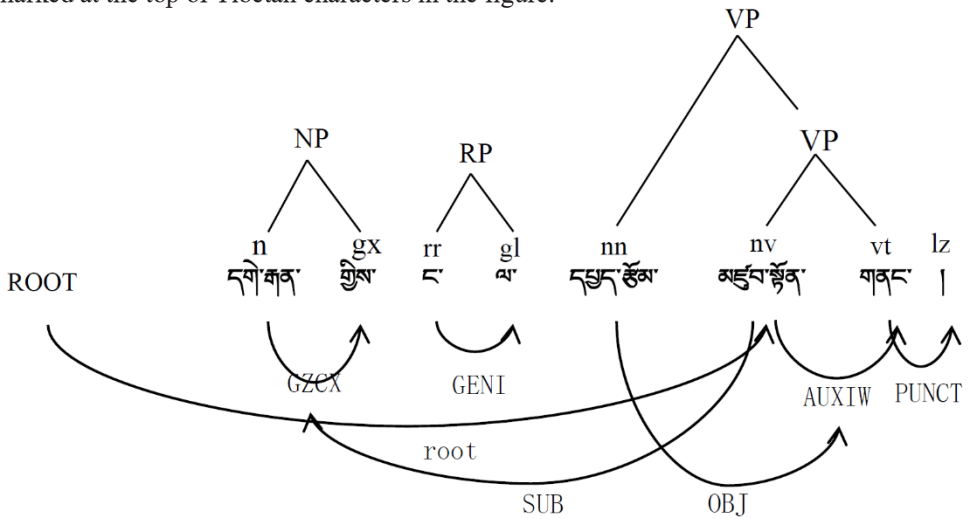 marked at the top of Tibetan characters in the figure.
VP
NP RP VP
n gx rr gl nn nv vt lz
ROOT དགེ་རྒན་ གྱིས་ ང་ ལ་ དཔྱད་རྩོམ་ མཛུབ་སྟོན་ གནང་ །
GZCX GENI AUXIW PUNCT
root
SUB OBJ